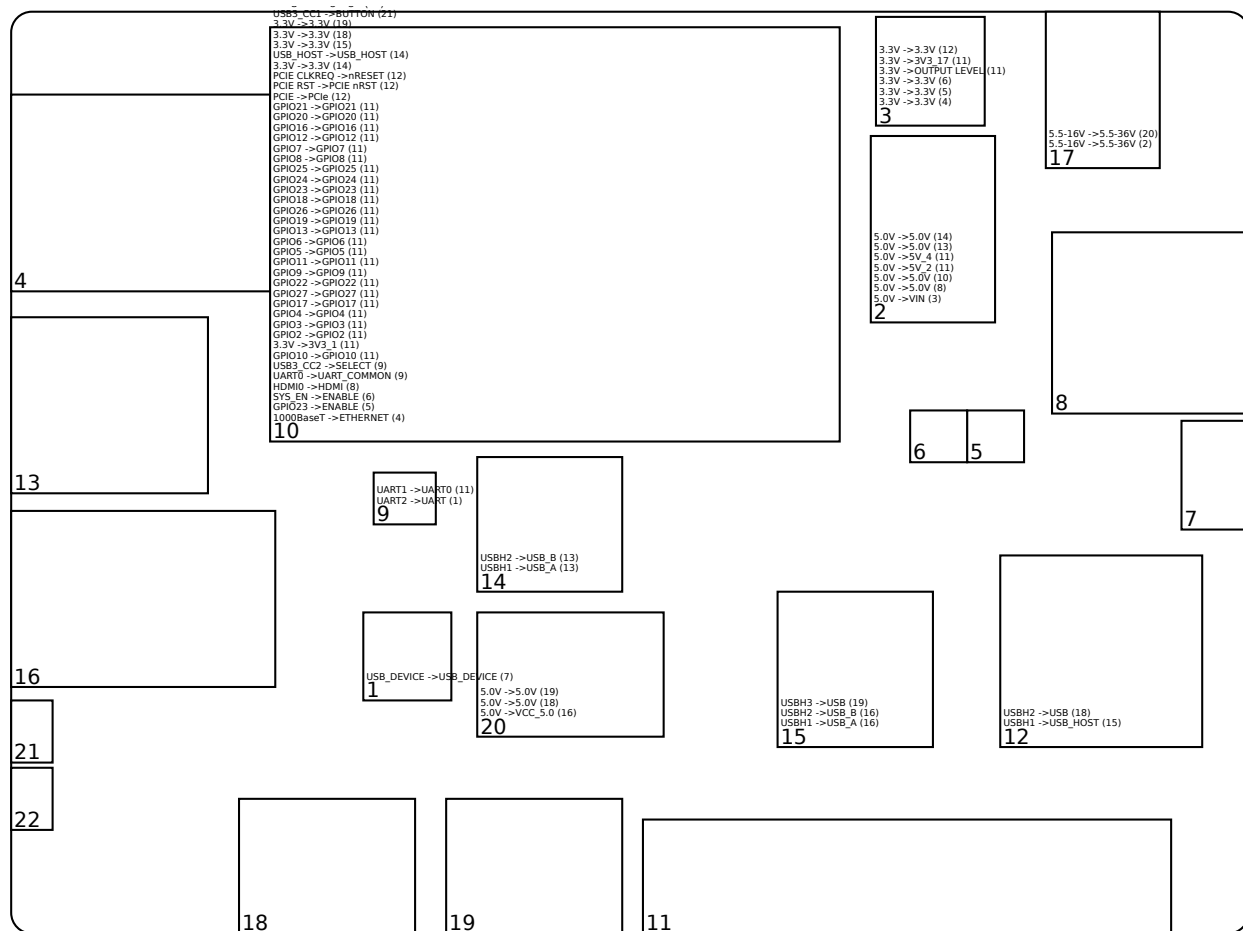 USB3_CC1 ->BUTTON (21)
3.3V ->3.3V (19)
3.3V ->3.3V (18)
3.3V ->3.3V (15)
USB_HOST ->USB_HOST (14)
3.3V ->3.3V (14)
PCIE CLKREQ ->nRESET (12)
PCIE RST ->PCIE nRST (12)
PCIE ->PCIe (12)
GPIO21 ->GPIO21 (11)
GPIO20 ->GPIO20 (11)
GPIO16 ->GPIO16 (11)
GPIO12 ->GPIO12 (11)
GPIO7 ->GPIO7 (11)
GPIO8 ->GPIO8 (11)
GPIO25 ->GPIO25 (11)
GPIO24 ->GPIO24 (11)
GPIO23 ->GPIO23 (11)
GPIO18 ->GPIO18 (11)
GPIO26 ->GPIO26 (11)
GPIO19 ->GPIO19 (11)
GPIO13 ->GPIO13 (11)
GPIO6 ->GPIO6 (11)
GPIO5 ->GPIO5 (11)
GPIO11 ->GPIO11 (11)
GPIO9 ->GPIO9 (11)
GPIO22 ->GPIO22 (11)
GPIO27 ->GPIO27 (11)
GPIO17 ->GPIO17 (11)
GPIO4 ->GPIO4 (11)
GPIO3 ->GPIO3 (11)
GPIO2 ->GPIO2 (11)
3.3V ->3V3_1 (11)
GPIO10 ->GPIO10 (11)
USB3_CC2 ->SELECT (9)
UART0 ->UART_COMMON (9)
HDMI0 ->HDMI (8)
SYS_EN ->ENABLE (6)
GPIO23 ->ENABLE (5)
1000BaseT ->ETHERNET (4)
10
3.3V ->3.3V (12)
3.3V ->3V3_17 (11)
3.3V ->OUTPUT LEVEL (11)
3.3V ->3.3V (6)
3.3V ->3.3V (5)
3.3V ->3.3V (4)
3
5.5-16V ->5.5-36V (20)
5.5-16V ->5.5-36V (2)
17
5.0V ->5.0V (14)
5.0V ->5.0V (13)
5.0V ->5V_4 (11)
5.0V ->5V_2 (11)
5.0V ->5.0V (10)
5.0V ->5.0V (8)
5.0V ->VIN (3)
2
4
8
6
5
13
UART1 ->UART0 (11)
UART2 ->UART (1)
9
7
USBH2 ->USB_B (13)
USBH1 ->USB_A (13)
14
16
USB_DEVICE ->USB_DEVICE (7)
1
5.0V ->5.0V (19)
5.0V ->5.0V (18)
5.0V ->VCC_5.0 (16)
20
USBH3 ->USB (19)
USBH2 ->USB_B (16)
USBH1 ->USB_A (16)
15
USBH2 ->USB (18)
USBH1 ->USB_HOST (15)
12
21
22
18
19
11